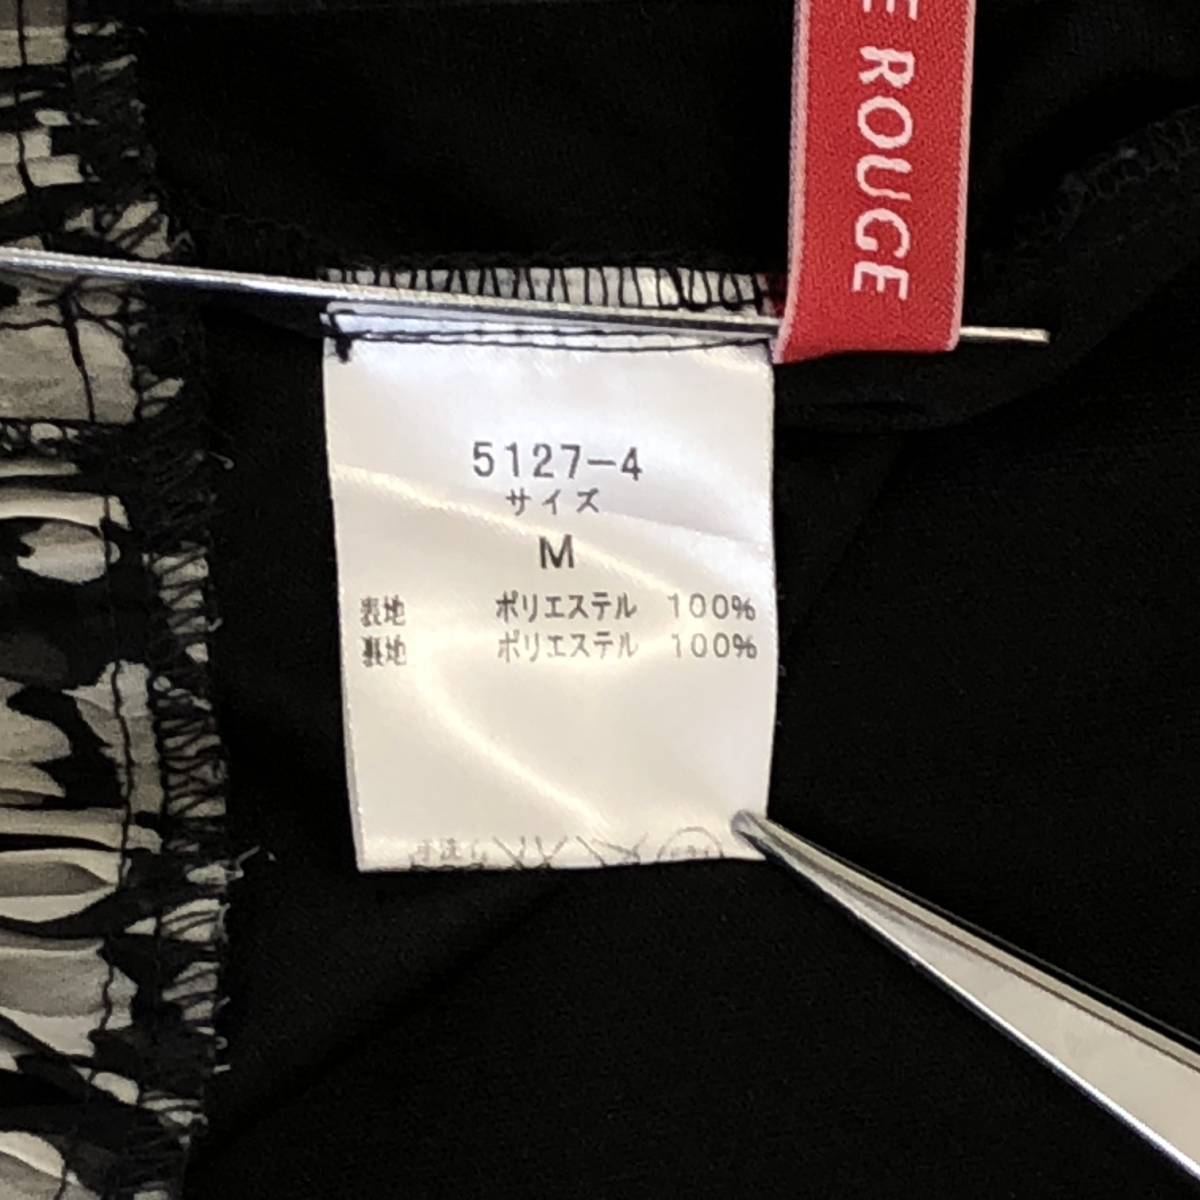 E ROUGE
5127-4
サイズ
M
表地 ポリエステル 100%
裏地 ポリエステル 100%